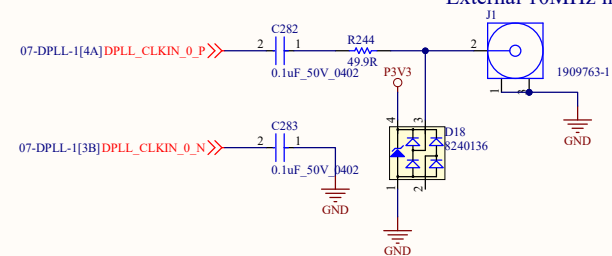 External 10MHz
J1
C282
R244
2
1
2
07-DPLL-1[4A]
DPLL_CLKIN_0_P
49.9R
0.1uF_50V_0402
P3V3
1909763-1
1
4
3
GND
C283
D18
8240136
2
1
07-DPLL-1[3B]
DPLL_CLKIN_0_N
0.1uF_50V_0402
1
2
GND
GND